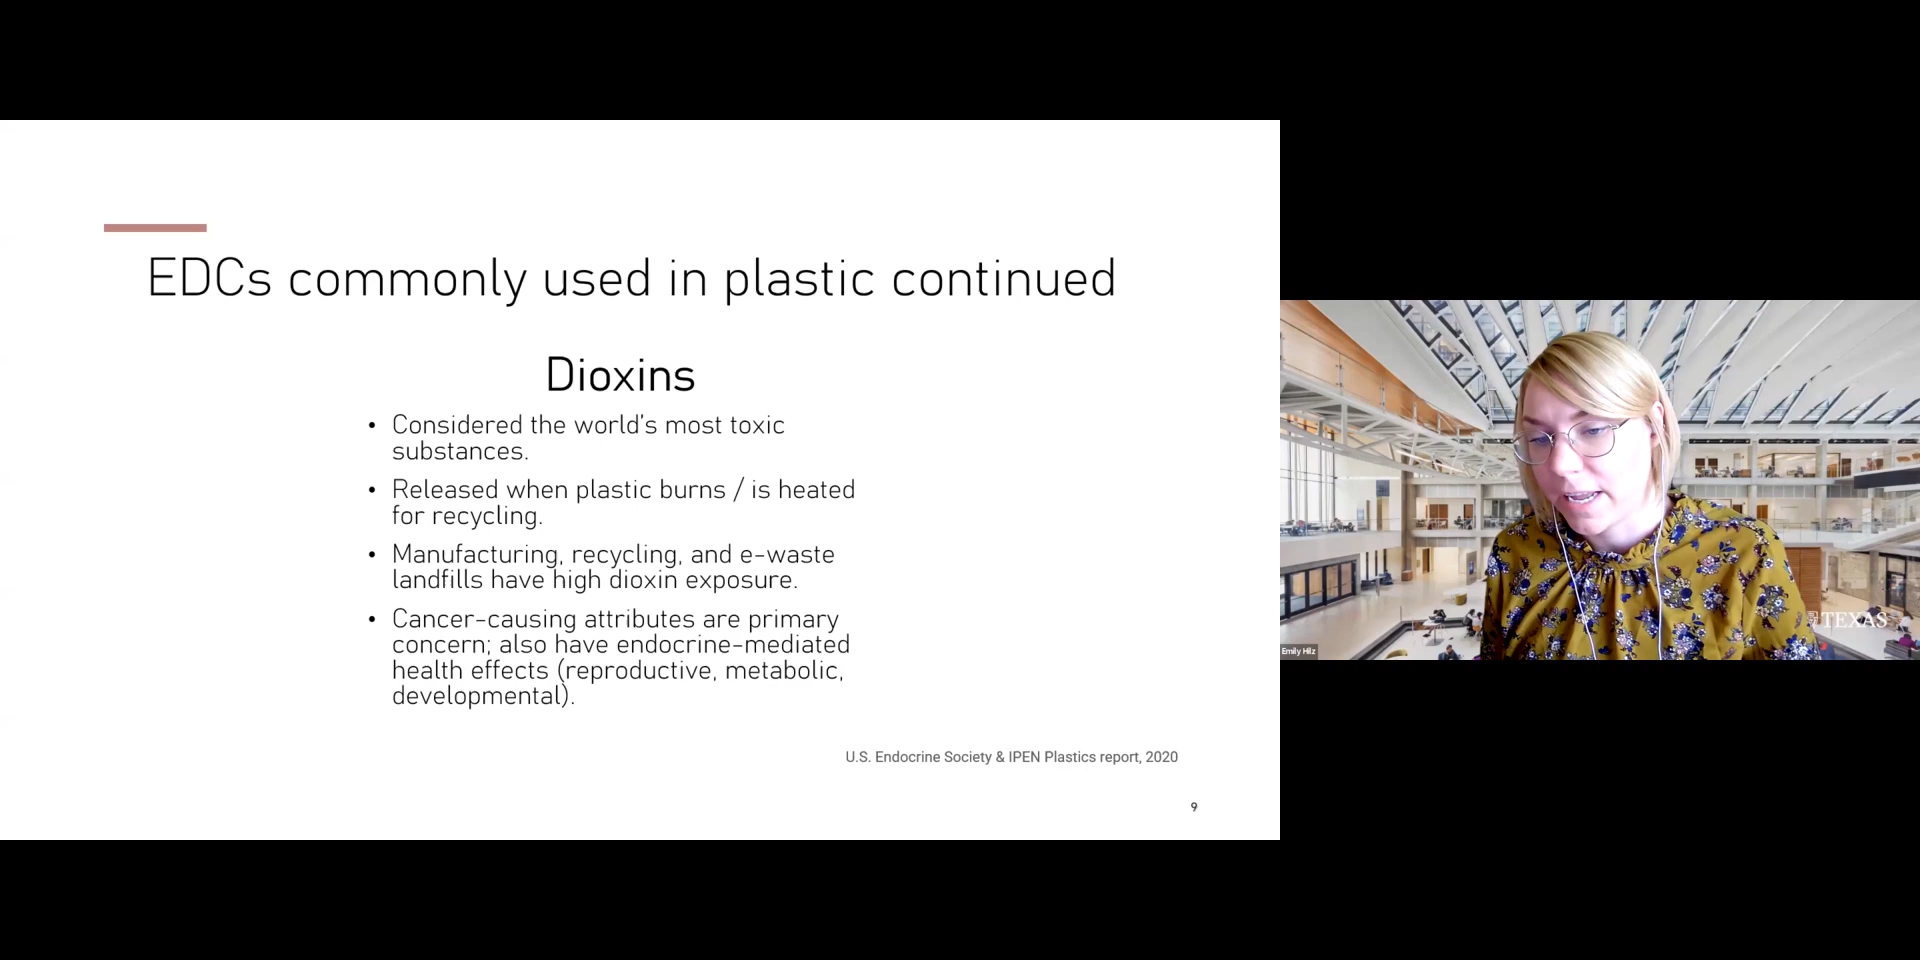 EDCs commonly used in plastic continued
Dioxins
• Considered the world's most toxic
substances.
• Released when plastic burns / is heated
for recycling.
• Manufacturing, recycling, and e-waste
landfills have high dioxin exposure.
• Cancer-causing attributes are primary
concern; also have endocrine-mediated
health effects (reproductive, metabolic,
developmental).
U.S. Endocrine Society & IPEN Plastics report, 2020
9
TEXAS
Emily Hilz